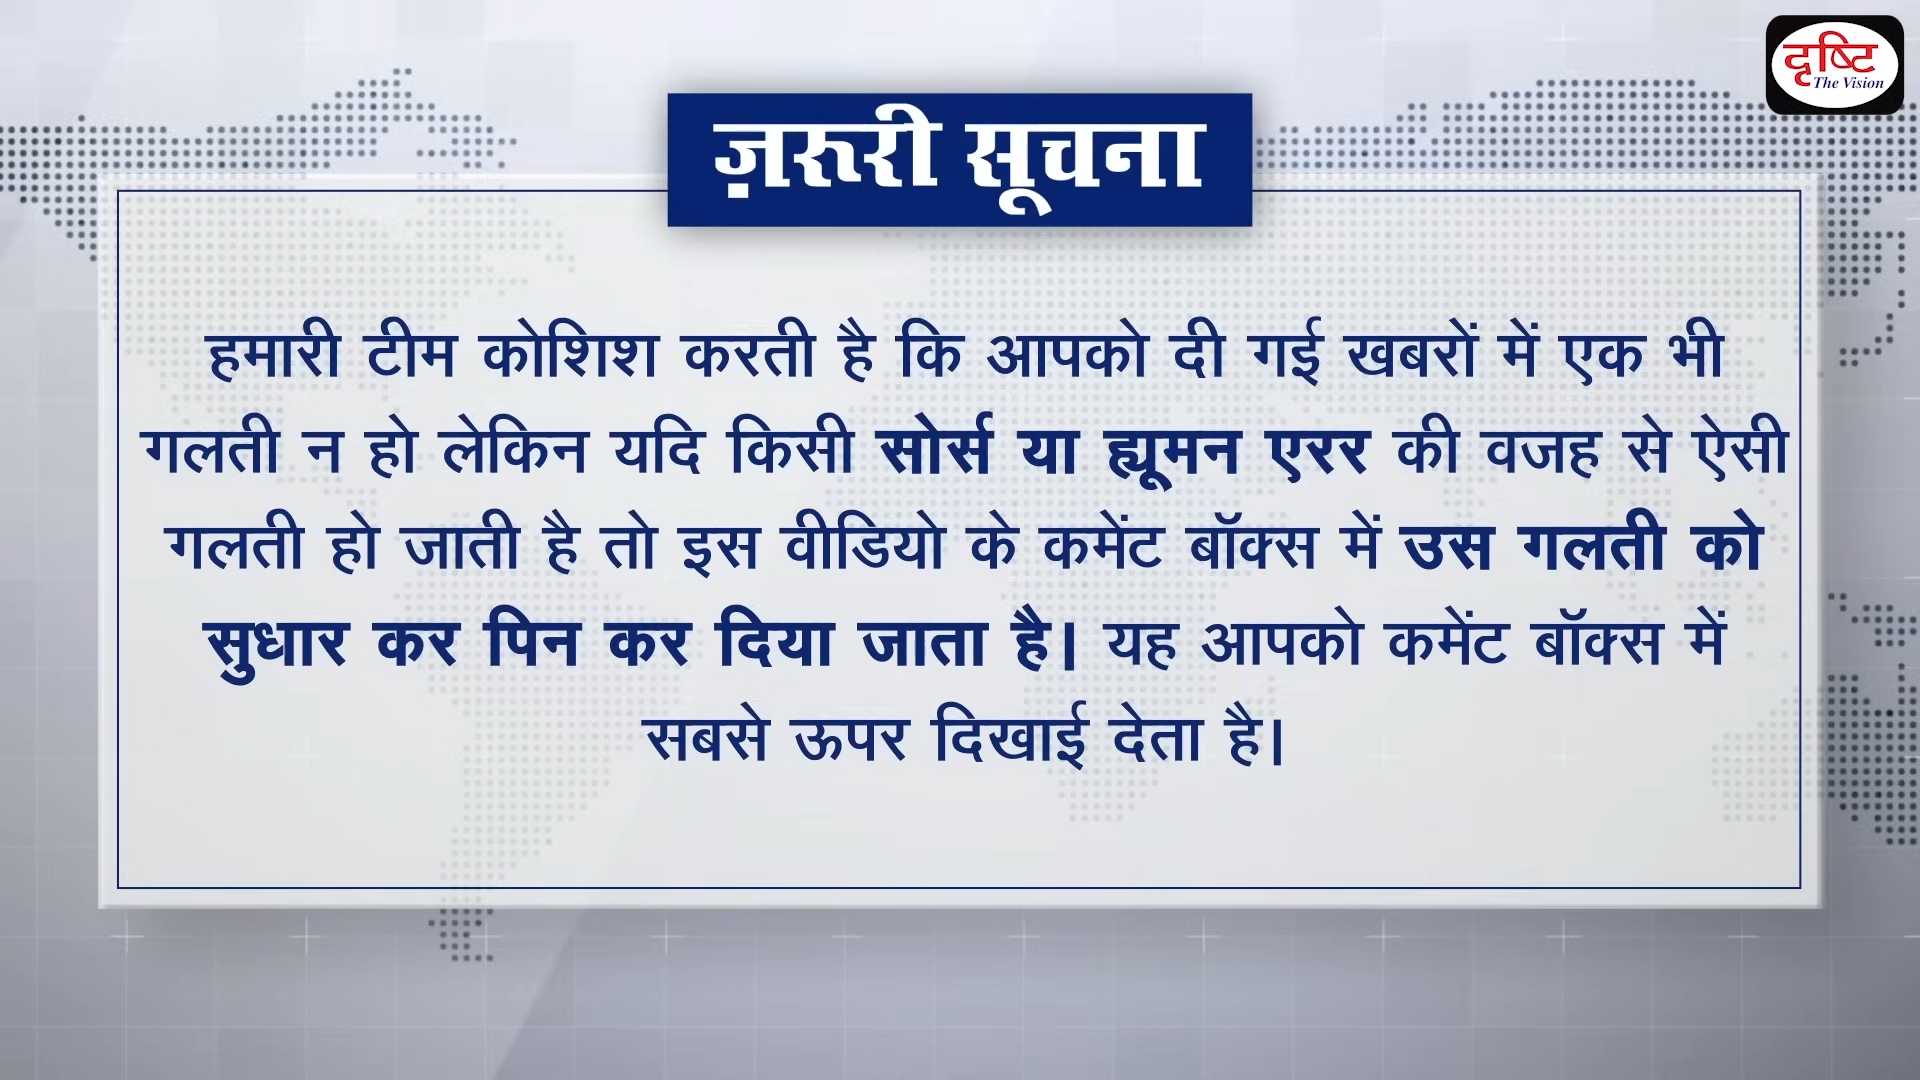 दृष्टि
The Vision
ज़रूरी सूचना
हमारी टीम कोशिश करती है कि आपको दी गई खबरों में एक भी
गलती न हो लेकिन यदि किसी सोर्स या ह्यूमन एरर की वजह से ऐसी
गलती हो जाती है तो इस वीडियो के कमेंट बॉक्स में उस गलती को
सुधार कर पिन कर दिया जाता है। यह आपको कमेंट बॉक्स में
सबसे ऊपर दिखाई देता है।